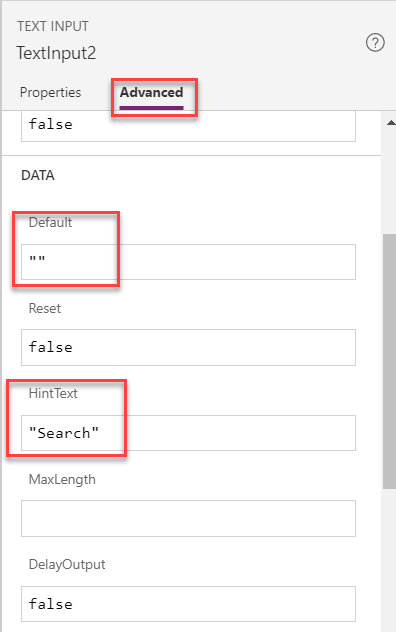 TEXT INPUT
TextInput2
?
Properties Advanced
false
DATA
Default
""
Reset
false
HintText
"Search"
MaxLength
DelayOutput
false